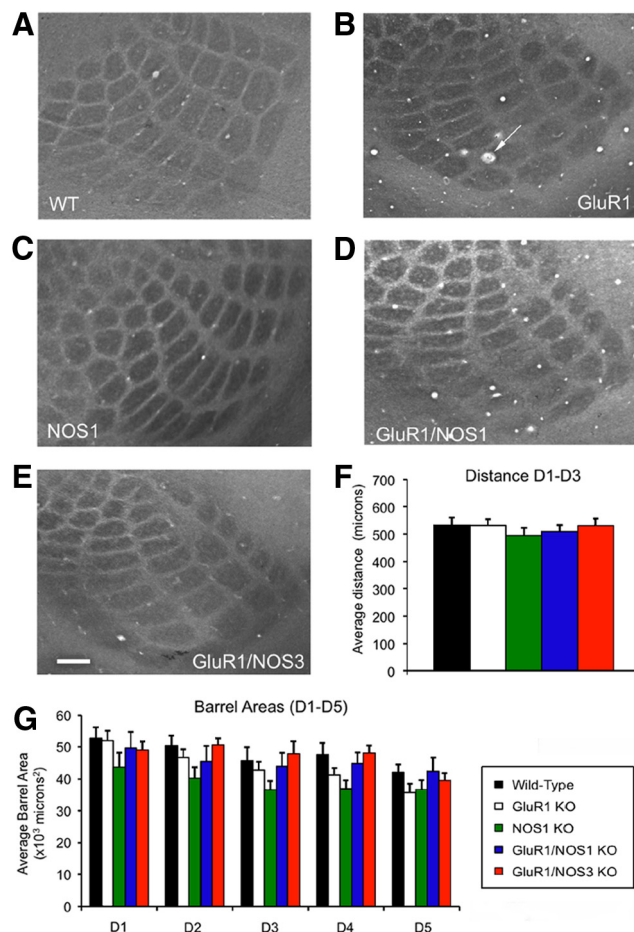 A
WT
B
GluR1
C
NOS1
D
GluR1/NOS1
E
GluR1/NOS3
F
Distance D1-D3
Average distance (microns)
700
600
500
400
300
200
100
0
G
Barrel Areas (D1-D5)
Average Barrel Area
(x10³ microns²)
60
50
40
30
20
10
0
D1 D2 D3 D4 D5
Wild-Type
GluR1 KO
NOS1 KO
GluR1/NOS1 KO
GluR1/NOS3 KO